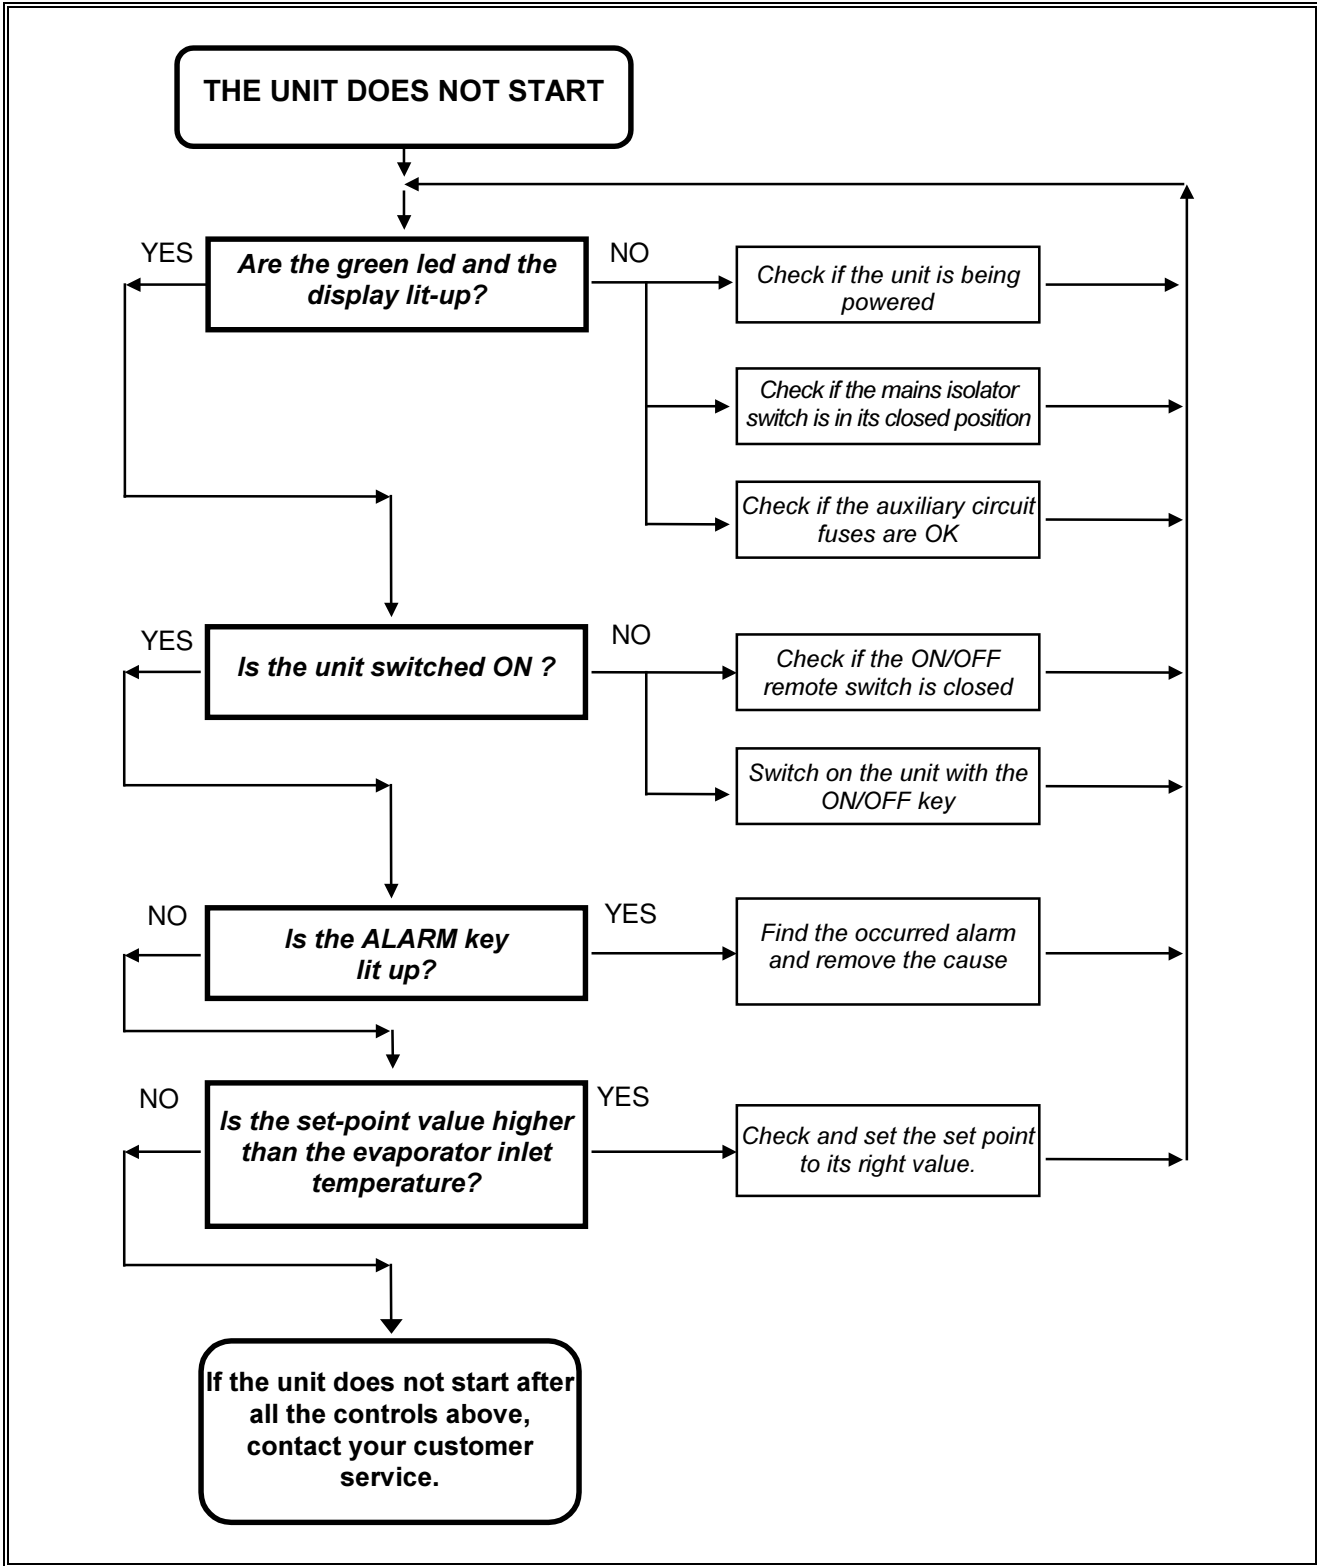 THE UNIT DOES NOT START
YES
Are the green led and the
display lit-up?
NO
Check if the unit is being
powered
Check if the mains isolator
switch is in its closed position
Check if the auxiliary circuit
fuses are OK
YES
Is the unit switched ON ?
NO
Check if the ON/OFF
remote switch is closed
Switch on the unit with the
ON/OFF key
NO
Is the ALARM key
lit up?
YES
Find the occurred alarm
and remove the cause
NO
Is the set-point value higher
than the evaporator inlet
temperature?
YES
Check and set the set point
to its right value.
If the unit does not start after
all the controls above,
contact your customer
service.